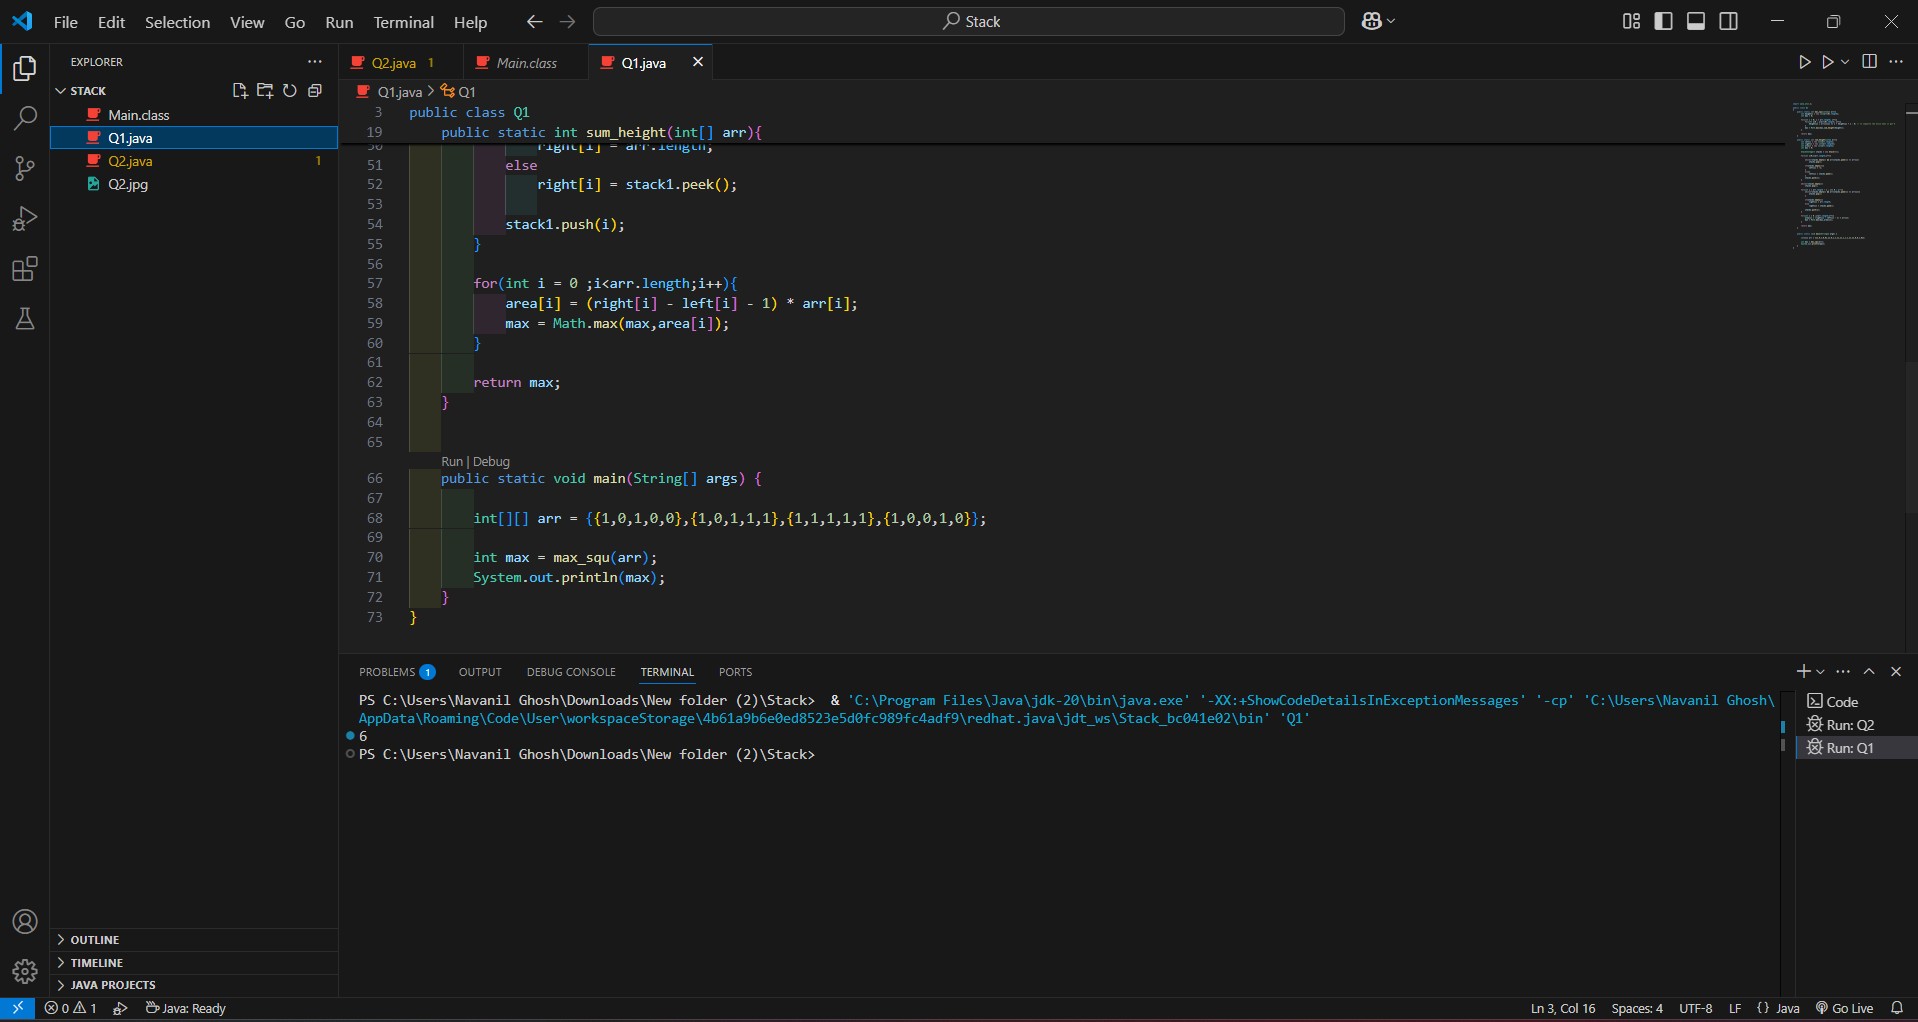 File Edit Selection View Go Run Terminal Help
Stack
EXPLORER
STACK
Main.class
Q1.java
Q2.java 1
Q2.jpg
OUTLINE
TIMELINE
JAVA PROJECTS
Q2.java 1 Main.class Q1.java
Q1.java > Q1
3 public class Q1
19 public static int sum_height(int[] arr){
50 right[i] = arr.length;
51 else
52 right[i] = stack1.peek();
53
54 stack1.push(i);
55 }
56
57 for(int i = 0 ;i<arr.length;i++){
58 area[i] = (right[i] - left[i] - 1) * arr[i];
59 max = Math.max(max,area[i]);
60 }
61
62 return max;
63 }
64
65
Run | Debug
66 public static void main(String[] args) {
67
68 int[][] arr = {{1,0,1,0,0},{1,0,1,1,1},{1,1,1,1,1},{1,0,0,1,0}};
69
70 int max = max_squ(arr);
71 System.out.println(max);
72 }
73 }
PROBLEMS 1 OUTPUT DEBUG CONSOLE TERMINAL PORTS
PS C:\Users\Navanil Ghosh\Downloads\New folder (2)\Stack> & 'C:\Program Files\Java\jdk-20\bin\java.exe' '-XX:+ShowCodeDetailsInExceptionMessages' '-cp' 'C:\Users\Navanil Ghosh\
AppData\Roaming\Code\User\workspaceStorage\4b61a9b6e0ed8523e5d0fc989fc4adf9\redhat.java\jdt_ws\Stack_bc041e02\bin' 'Q1'
6
PS C:\Users\Navanil Ghosh\Downloads\New folder (2)\Stack>
Code
Run: Q2
Run: Q1
0 1 Java: Ready
Ln 3, Col 16 Spaces: 4 UTF-8 LF {} Java Go Live